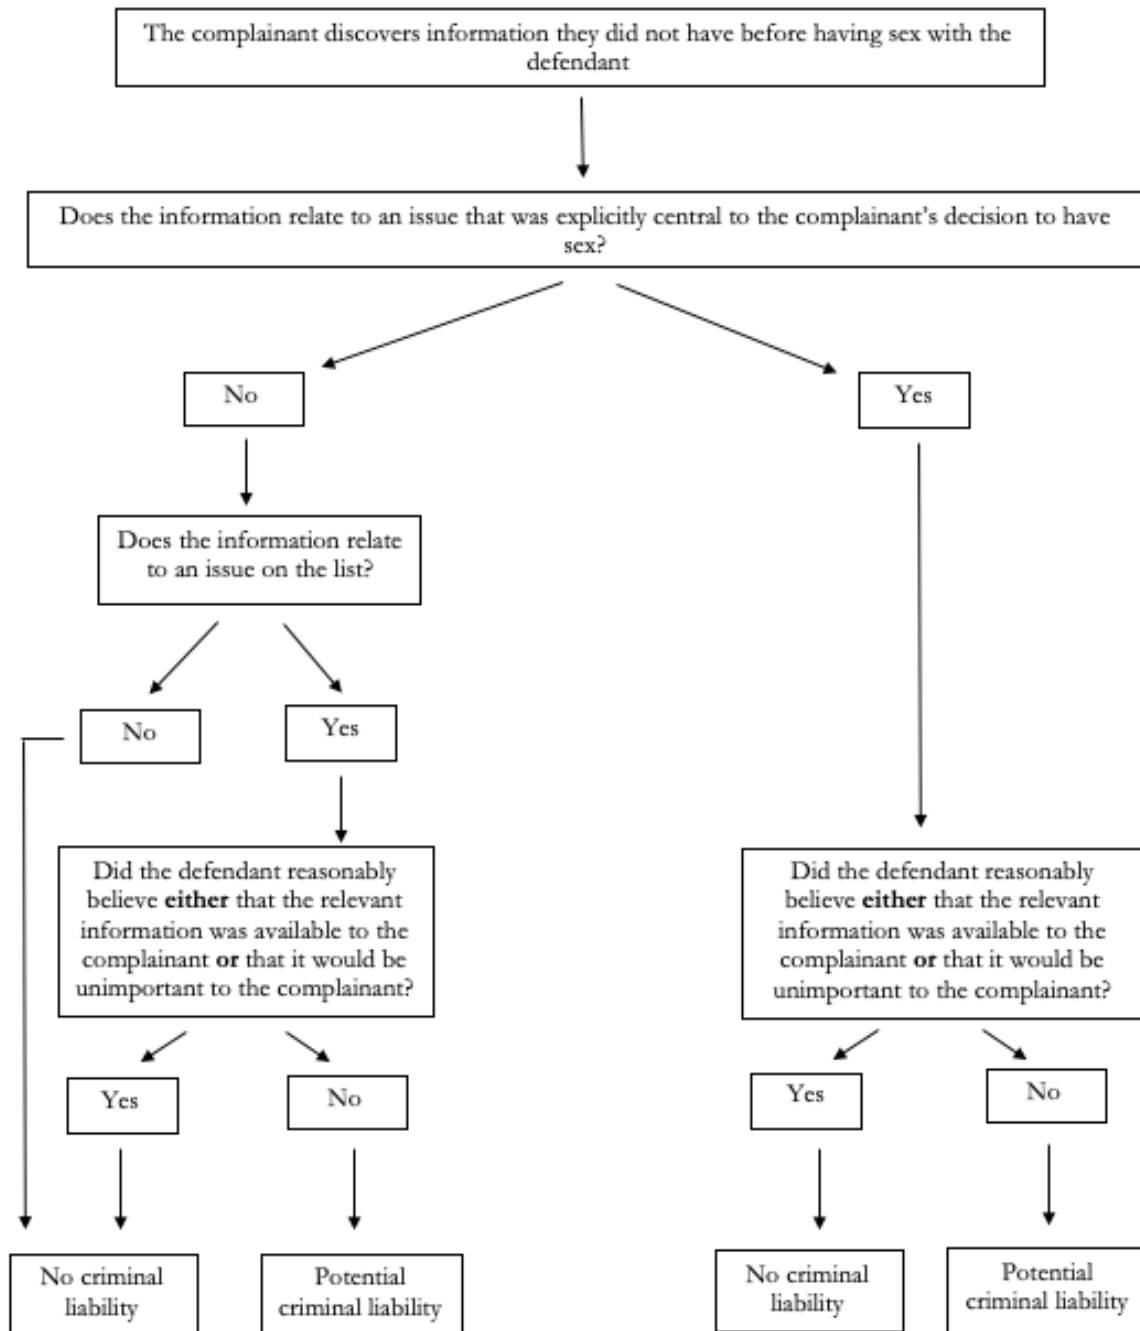 The complainant discovers information they did not have before having sex with the
defendant
Does the information relate to an issue that was explicitly central to the complainant's decision to have
sex?
No
Yes
Does the information relate
to an issue on the list?
No
Yes
Did the defendant reasonably
believe either that the relevant
information was available to the
complainant or that it would be
unimportant to the complainant?
Did the defendant reasonably
believe either that the relevant
information was available to the
complainant or that it would be
unimportant to the complainant?
Yes
No
Yes
No
No criminal
liability
Potential
criminal liability
No criminal
liability
Potential
criminal liability